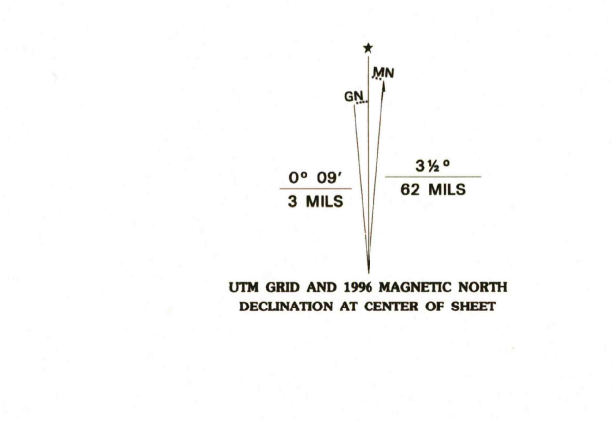 ★
MN
GN
0° 09′
3 MILS
3½°
62 MILS
UTM GRID AND 1996 MAGNETIC NORTH
DECLINATION AT CENTER OF SHEET